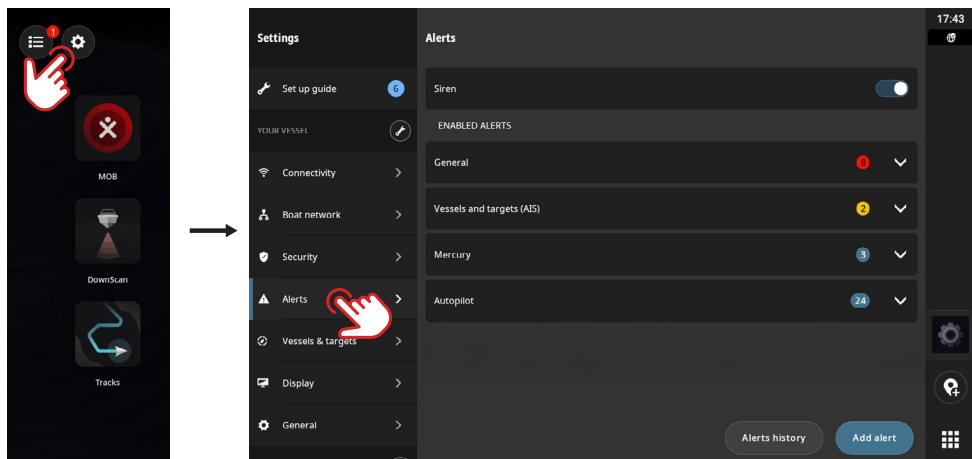 1
MOB
DownScan
Tracks
Settings
Set up guide
6
YOUR VESSEL
Connectivity
Boat network
Security
Alerts
Vessels & targets
Display
General
Alerts
Siren
ENABLED ALERTS
General
8
Vessels and targets (AIS)
2
Mercury
3
Autopilot
24
Alerts history
Add alert
17:43